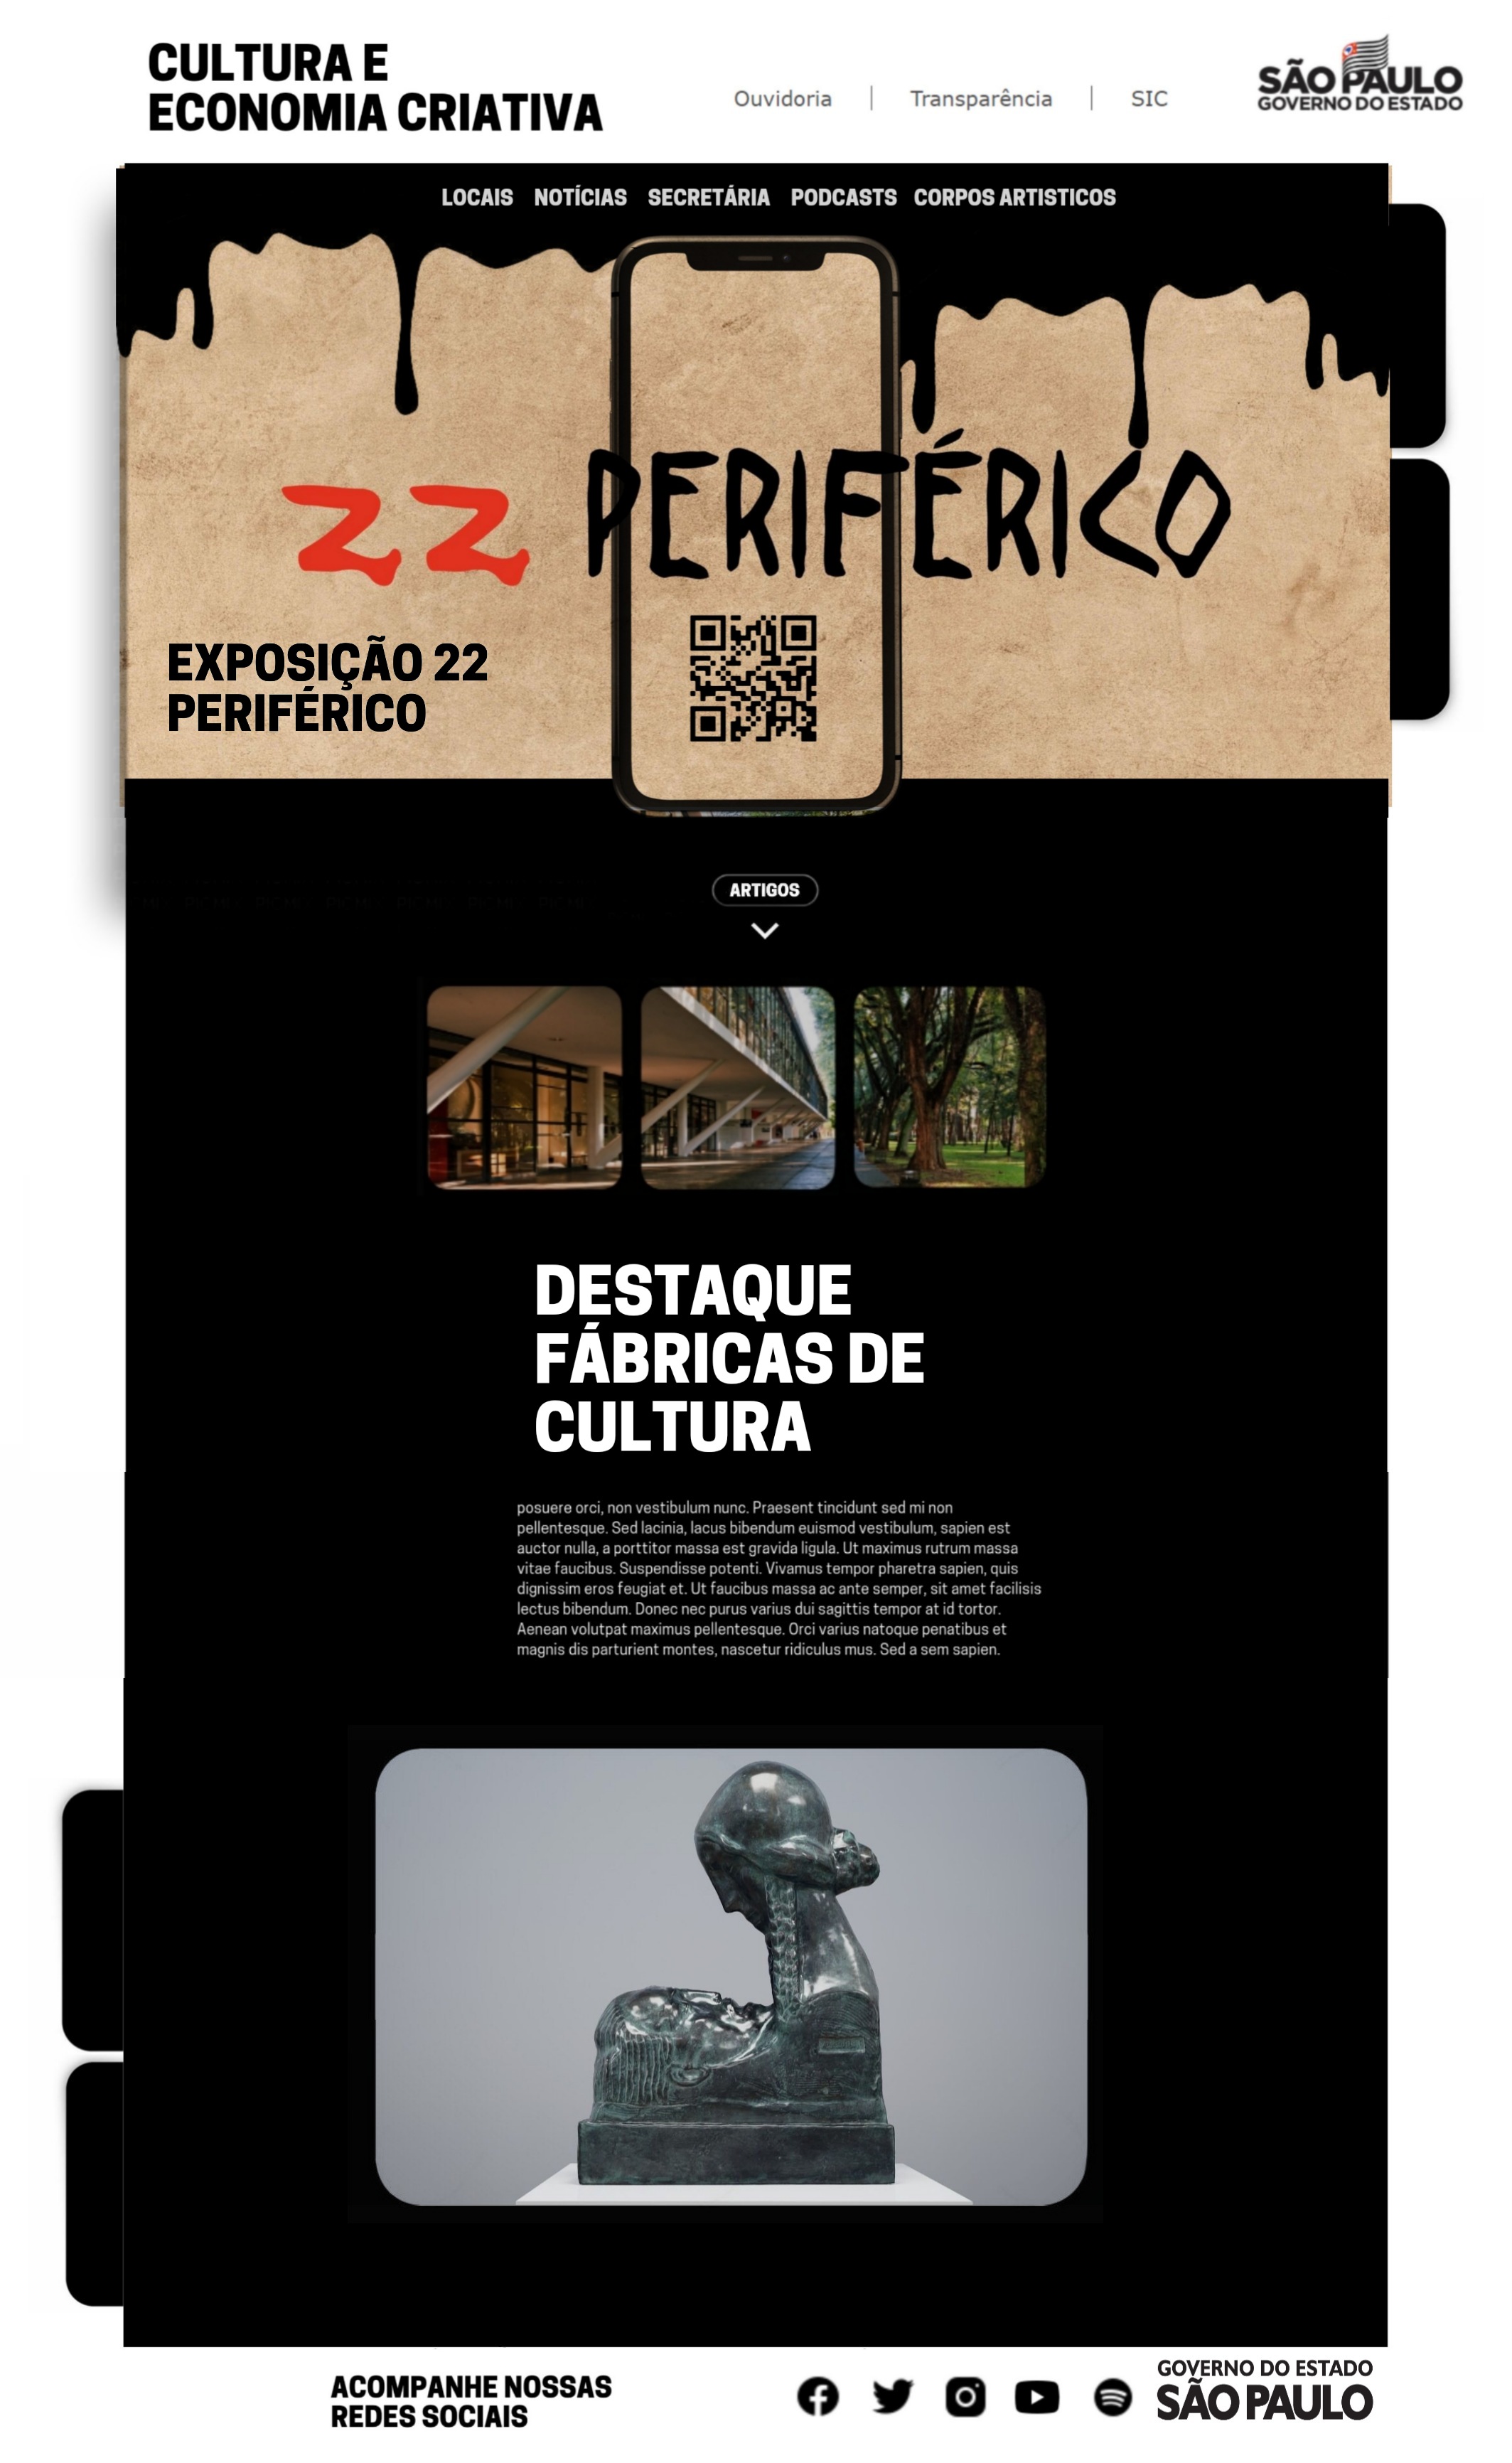 CULTURA E
ECONOMIA CRIATIVA
Ouvidoria | Transparência | SIC
SÃO PAULO
GOVERNO DO ESTADO
LOCAIS NOTÍCIAS SECRETÁRIA PODCASTS CORPOS ARTISTICOS
22 PERIFÉRICO
EXPOSIÇÃO 22
PERIFÉRICO
ARTIGOS
DESTAQUE
FÁBRICAS DE
CULTURA
posuere orci, non vestibulum nunc. Praesent tincidunt sed mi non
pellentesque. Sed lacinia, lacus bibendum euismod vestibulum, sapien est
auctor nulla, a porttitor massa est gravida ligula. Ut maximus rutrum massa
vitae faucibus. Suspendisse potenti. Vivamus tempor pharetra sapien, quis
dignissim eros feugiat et. Ut faucibus massa ac ante semper, sit amet facilisis
lectus bibendum. Donec nec purus varius dui sagittis tempor at id tortor.
Aenean volutpat maximus pellentesque. Orci varius natoque penatibus et
magnis dis parturient montes, nascetur ridiculus mus. Sed a sem sapien.
ACOMPANHE NOSSAS
REDES SOCIAIS
GOVERNO DO ESTADO
SÃO PAULO